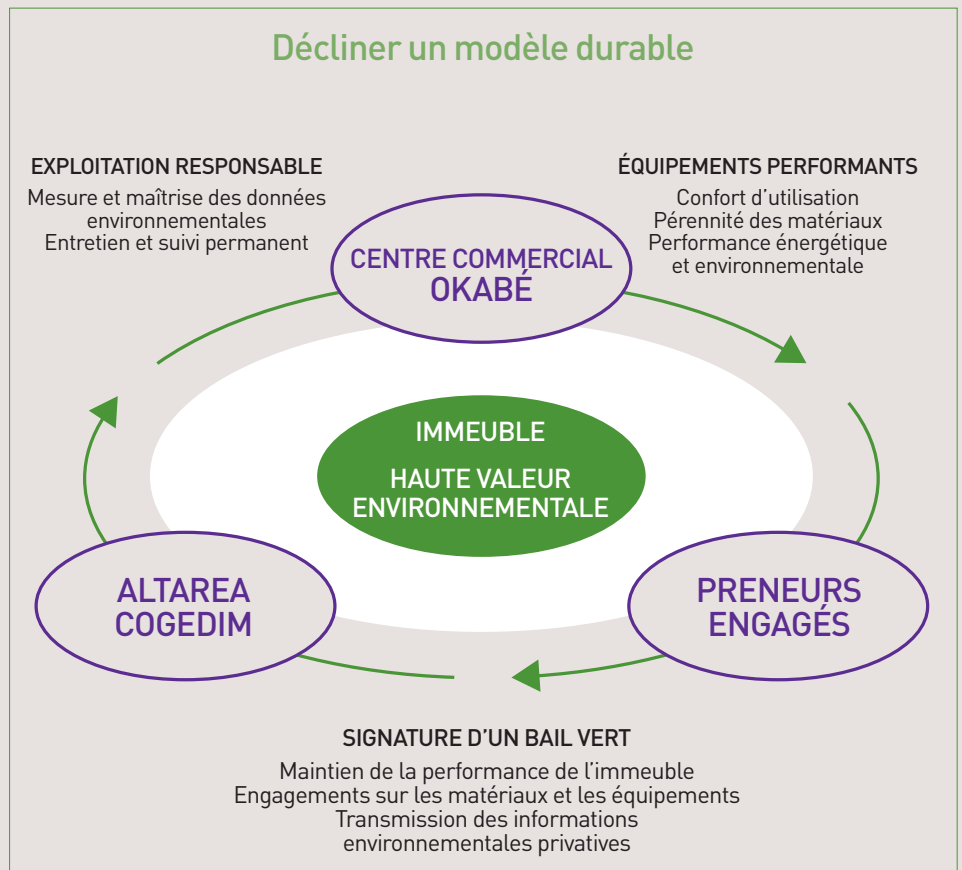 Décliner un modèle durable
EXPLOITATION RESPONSABLE
Mesure et maîtrise des données
environnementales
Entretien et suivi permanent
ÉQUIPEMENTS PERFORMANTS
Confort d'utilisation
Pérennité des matériaux
Performance énergétique
et environnementale
CENTRE COMMERCIAL
OKABÉ
IMMEUBLE
HAUTE VALEUR
ENVIRONNEMENTALE
ALTAREA
COGEDIM
PRENEURS
ENGAGÉS
SIGNATURE D'UN BAIL VERT
Maintien de la performance de l'immeuble
Engagements sur les matériaux et les équipements
Transmission des informations
environnementales privatives